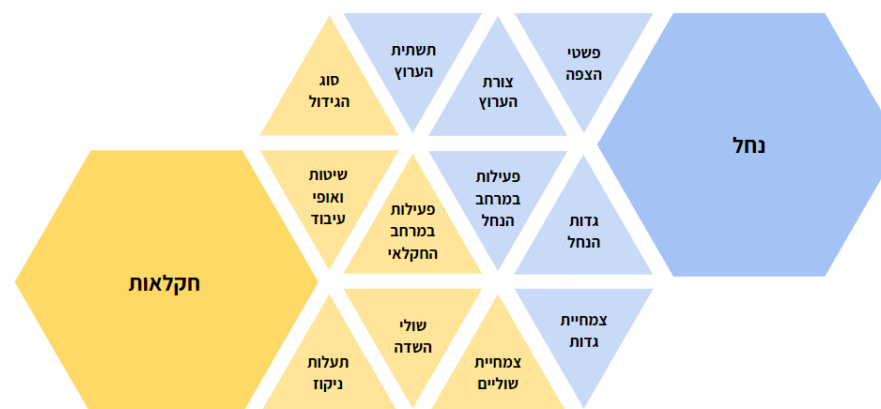 תשתית
הערוץ
פשטי
הצפה
סוג
הגידול
צורת
הערוץ
נחל
שיטות
ואופי
עיבוד
פעילות
במרחב
הנחל
פעילות
במרחב
החקלאי
גדות
הנחל
חקלאות
צמחיית
גדות
שולי
השדה
תעלות
ניקוז
צמחיית
שוליים